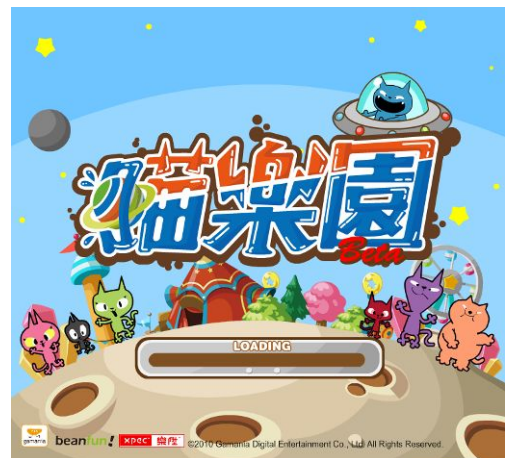 貓樂園
Beta
LOADING
gamania beanfun! XPEC 樂陞 ©2010 Gamania Digital Entertainment Co., Ltd All Rights Reserved.